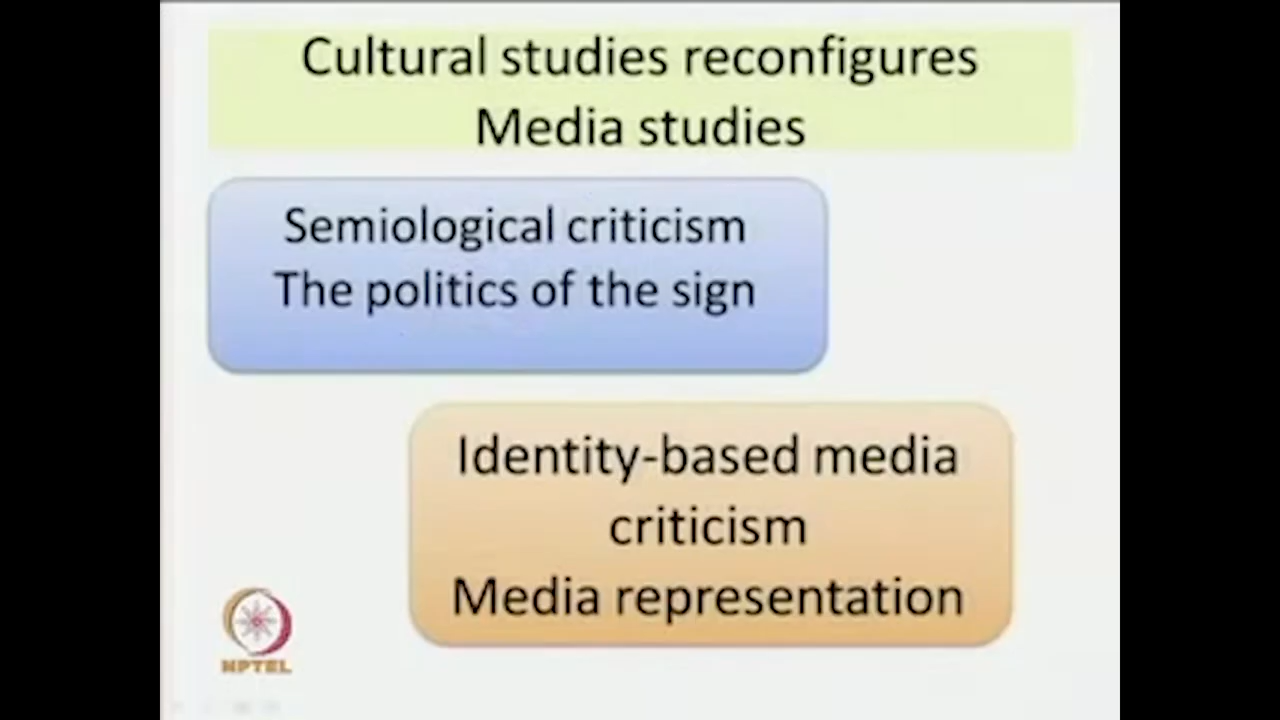 Cultural studies reconfigures
Media studies
Semiological criticism
The politics of the sign
Identity-based media
criticism
Media representation
NPTEL